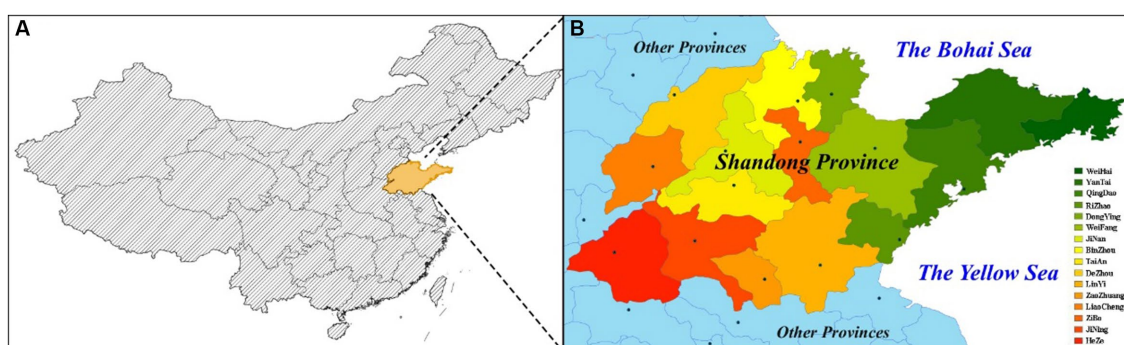 A
B
Other Provinces
The Bohai Sea
Shandong Province
The Yellow Sea
Other Provinces
WeiHai
YanTai
QingDao
RiZhao
DongYing
WeiFang
JiNan
BinZhou
TaiAn
DeZhou
LinYi
ZaoZhuang
LiaoCheng
ZiBo
JiNing
HeZe